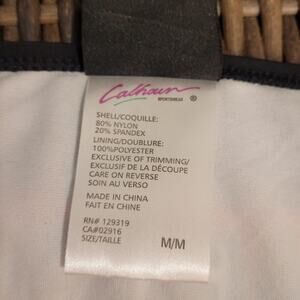 Calhoun
SPORTSWEAR ®
SHELL/COQUILLE:
80% NYLON
20% SPANDEX
LINING/DOUBLURE:
100%POLYESTER
EXCLUSIVE OF TRIMMING/
EXCLUSIF DE LA DÉCOUPE
CARE ON REVERSE
SOIN AU VERSO
MADE IN CHINA
FAIT EN CHINE
RN# 129319
CA#02916
SIZE/TAILLE M/M